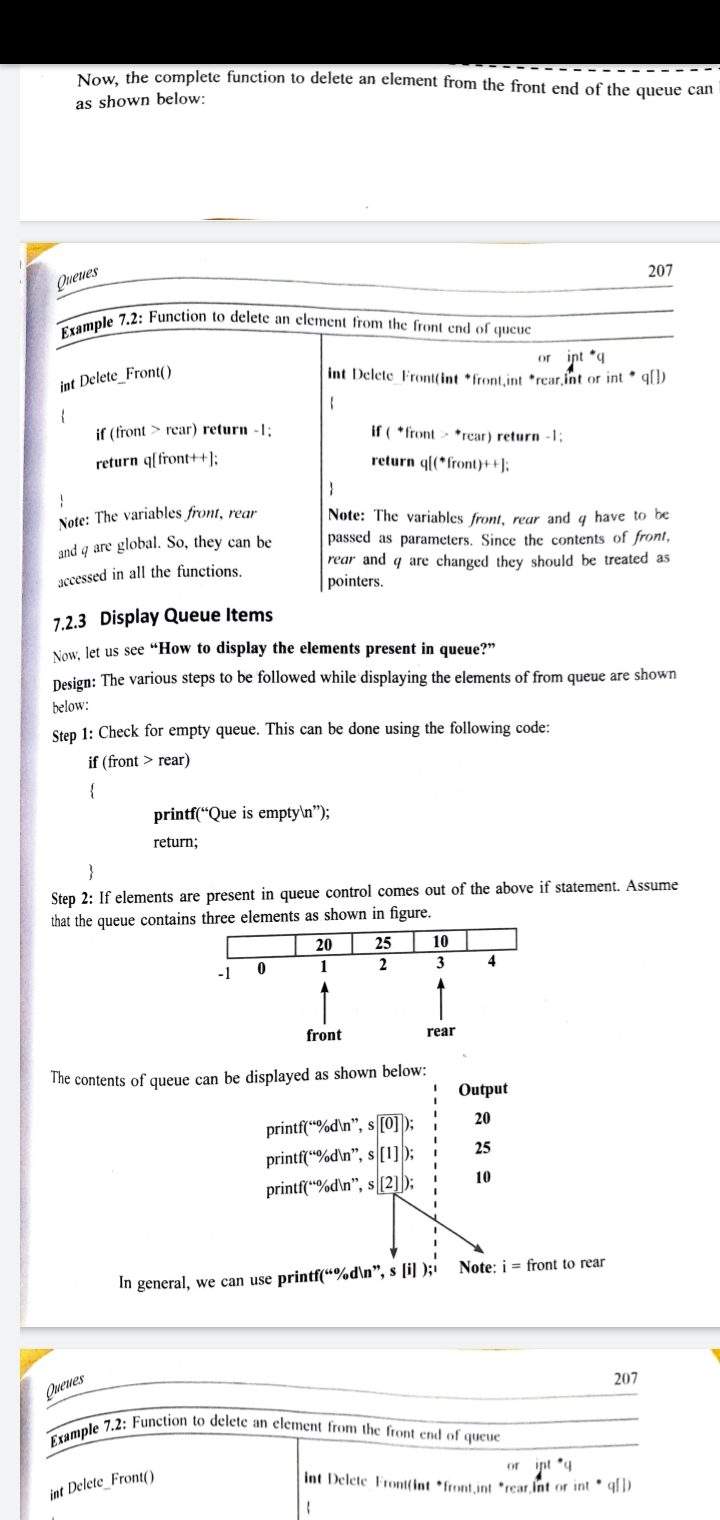 Now, the complete function to delete an element from the front end of the queue can
as shown below:
Queues
207
Example 7.2: Function to delete an element from the front end of queue
int Delete_Front()
{
if (front > rear) return -1;
return q[front++];
}
Note: The variables front, rear
and q are global. So, they can be
accessed in all the functions.
or int *q
int Delete_Front(int *front,int *rear,int or int * q[])
{
if ( *front > *rear) return -1;
return q[(*front)++];
}
Note: The variables front, rear and q have to be
passed as parameters. Since the contents of front,
rear and q are changed they should be treated as
pointers.
7.2.3 Display Queue Items
Now, let us see “How to display the elements present in queue?”
Design: The various steps to be followed while displaying the elements of from queue are shown
below:
Step 1: Check for empty queue. This can be done using the following code:
if (front > rear)
{
printf(“Que is empty\n”);
return;
}
Step 2: If elements are present in queue control comes out of the above if statement. Assume
that the queue contains three elements as shown in figure.
20 25 10
-1 0 1 2 3 4
front rear
The contents of queue can be displayed as shown below:
Output
printf(“%d\n”, s [0]); 20
printf(“%d\n”, s [1]); 25
printf(“%d\n”, s [2]); 10
In general, we can use printf(“%d\n”, s [i] ); Note: i = front to rear
Queues
207
Example 7.2: Function to delete an element from the front end of queue
or int *q
int Delete_Front()
int Delete_Front(int *front,int *rear,int or int * q[])
{